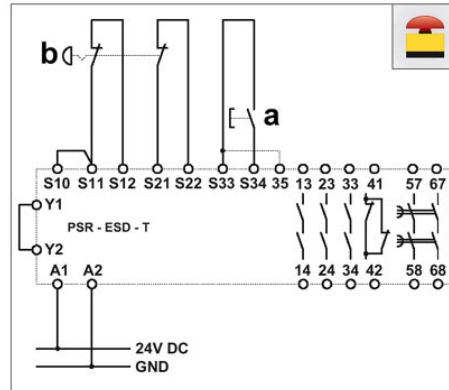 b
a
S10 S11 S12 S21 S22 S33 S34 35 13 23 33 41 57 67
Y1
PSR - ESD - T
Y2
A1 A2 14 24 34 42 58 68
24V DC
GND